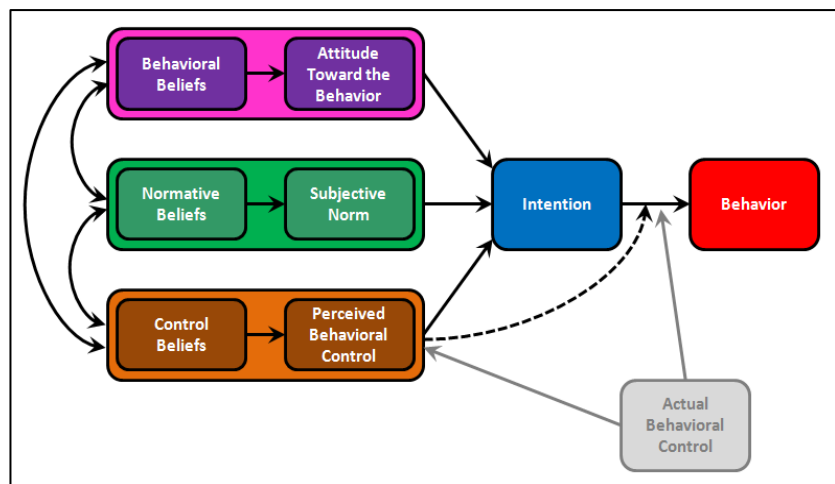 Behavioral
Beliefs
Attitude
Toward the
Behavior
Normative
Beliefs
Subjective
Norm
Intention
Behavior
Control
Beliefs
Perceived
Behavioral
Control
Actual
Behavioral
Control